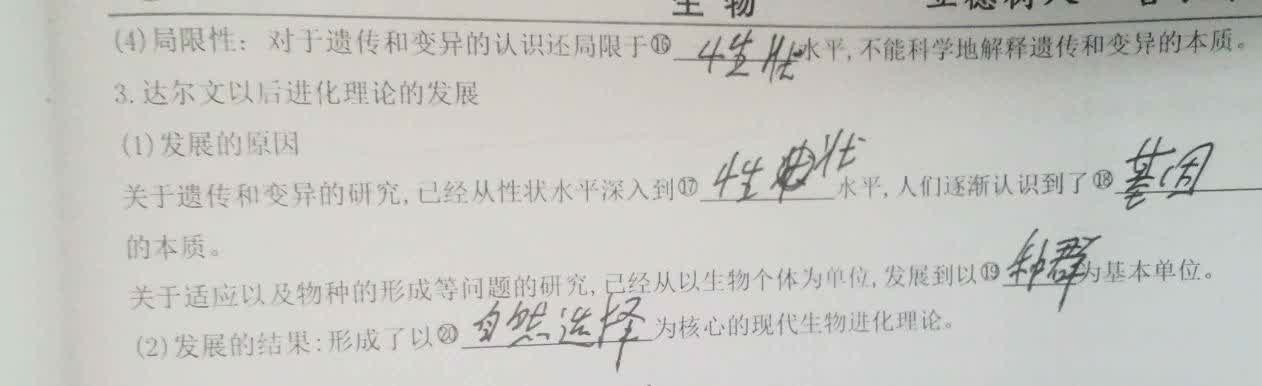 生物
(4)局限性：对于遗传和变异的认识还局限于⑯性状水平,不能科学地解释遗传和变异的本质。
3.达尔文以后进化理论的发展
(1)发展的原因
关于遗传和变异的研究,已经从性状水平深入到⑰性状水平,人们逐渐认识到了⑱基因
的本质。
关于适应以及物种的形成等问题的研究,已经从以生物个体为单位,发展到以⑲种群为基本单位。
(2)发展的结果:形成了以⑳自然选择为核心的现代生物进化理论。